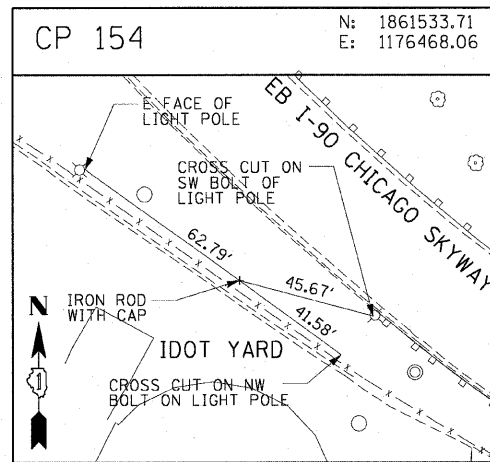 CP 154
N: 1861533.71
E: 1176468.06
E FACE OF
LIGHT POLE
EB I-90 CHICAGO SKYWAY
CROSS CUT ON
SW BOLT OF
LIGHT POLE
62.79'
45.67'
41.58'
IRON ROD
WITH CAP
N
1
IDOT YARD
CROSS CUT ON NW
BOLT ON LIGHT POLE